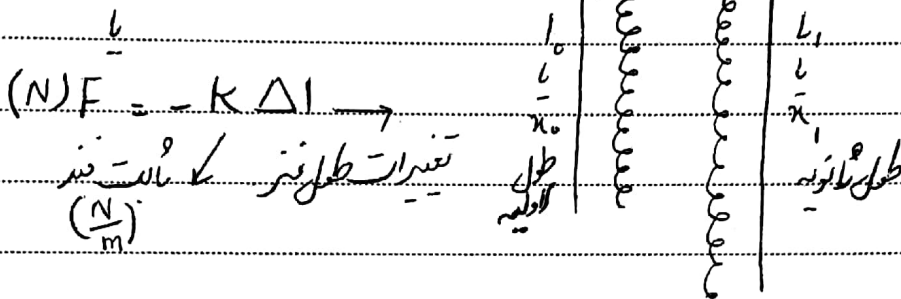 یا
(N) F = - K Δl →
تغییرات طول فنر
ثابت فنر
(N/m)
l₀
یا
x₀
طول اولیه
l₁
یا
x₁
طول ثانویه